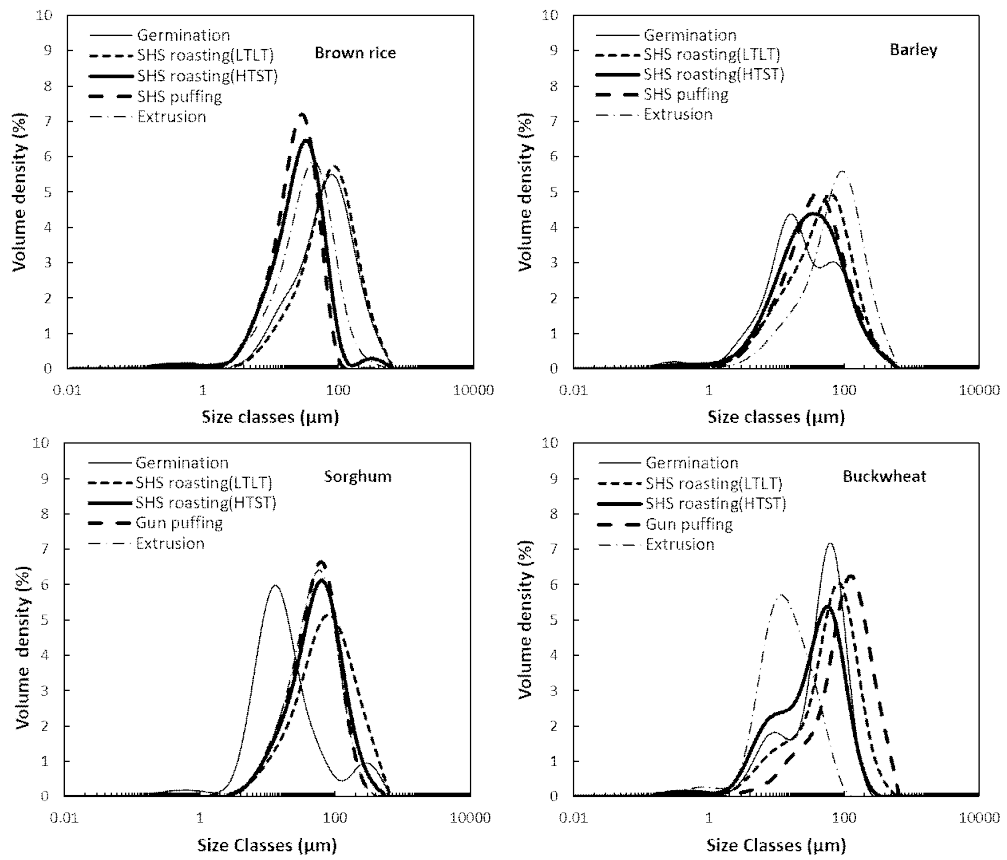 10
9
8
7
6
5
4
3
2
1
0
Volume density (%)
Germination
SHS roasting(LTLT)
SHS roasting(HTST)
SHS puffing
Extrusion
Brown rice
0.01
1
100
10000
Size classes (µm)
10
9
8
7
6
5
4
3
2
1
0
Volume density (%)
Germination
SHS roasting(LTLT)
SHS roasting(HTST)
SHS puffing
Extrusion
Barley
0.01
1
100
10000
Size classes (µm)
10
9
8
7
6
5
4
3
2
1
0
Volume density (%)
Germination
SHS roasting(LTLT)
SHS roasting(HTST)
Gun puffing
Extrusion
Sorghum
0.01
1
100
10000
Size Classes (µm)
10
9
8
7
6
5
4
3
2
1
0
Volume density (%)
Germination
SHS roasting(LTLT)
SHS roasting(HTST)
Gun puffing
Extrusion
Buckwheat
0.01
1
100
10000
Size Classes (µm)